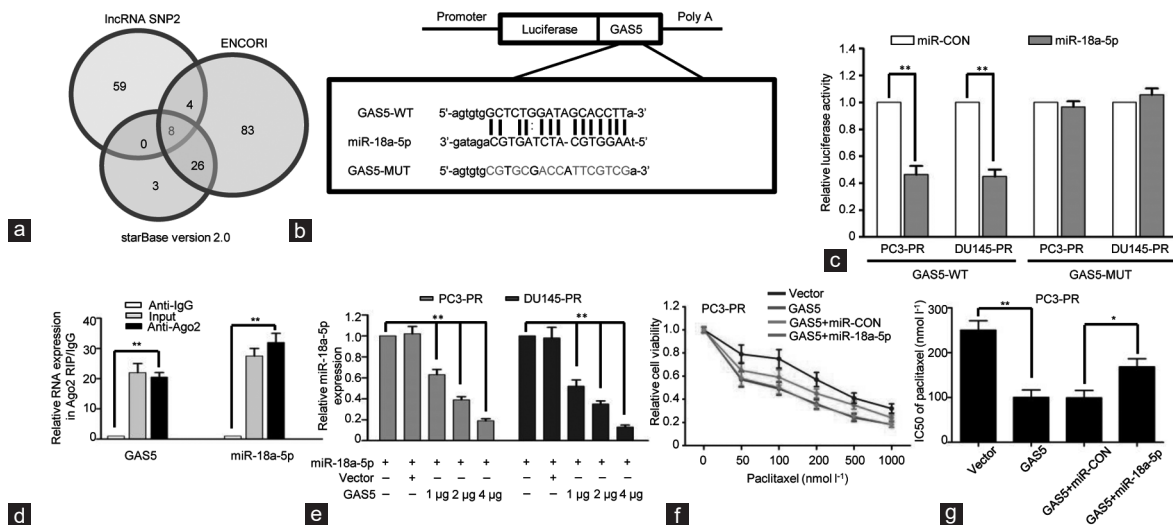 lncRNA SNP2
ENCORI
59
4
8
0
83
26
3
starBase version 2.0
a
Promoter
Luciferase
GAS5
Poly A
GAS5-WT 5'-agtgtgGCTCTGGATAGCACCTTa-3'
miR-18a-5p 3'-gatagaCGTGATCTA-CGTGGAAt-5'
GAS5-MUT 5'-agtgtgCGTGCGACCATTCGTCGa-3'
b
miR-CON
miR-18a-5p
Relative luciferase activity
1.4
1.2
1.0
0.8
0.6
0.4
0.2
0
**
**
PC3-PR DU145-PR PC3-PR DU145-PR
GAS5-WT GAS5-MUT
c
Anti-IgG
Input
Anti-Ago2
Relative RNA expression
in Ago2 RIP/IgG
60
40
20
0
**
**
GAS5 miR-18a-5p
d
PC3-PR DU145-PR
Relative miR-18a-5p
expression
1.2
1.0
0.8
0.6
0.4
0.2
0
**
**
miR-18a-5p + + + + + + + + + +
Vector – + – – – – + – – –
GAS5 – – 1 µg 2 µg 4 µg – – 1 µg 2 µg 4 µg
e
PC3-PR
Vector
GAS5
GAS5+miR-CON
GAS5+miR-18a-5p
Relative cell viability
1.2
1.0
0.8
0.6
0.4
0.2
0
0 50 100 200 500 1000
Paclitaxel (nmol l⁻¹)
f
PC3-PR
IC50 of paclitaxel (nmol l⁻¹)
300
200
100
0
**
*
Vector
GAS5
GAS5+miR-CON
GAS5+miR-18a-5p
g